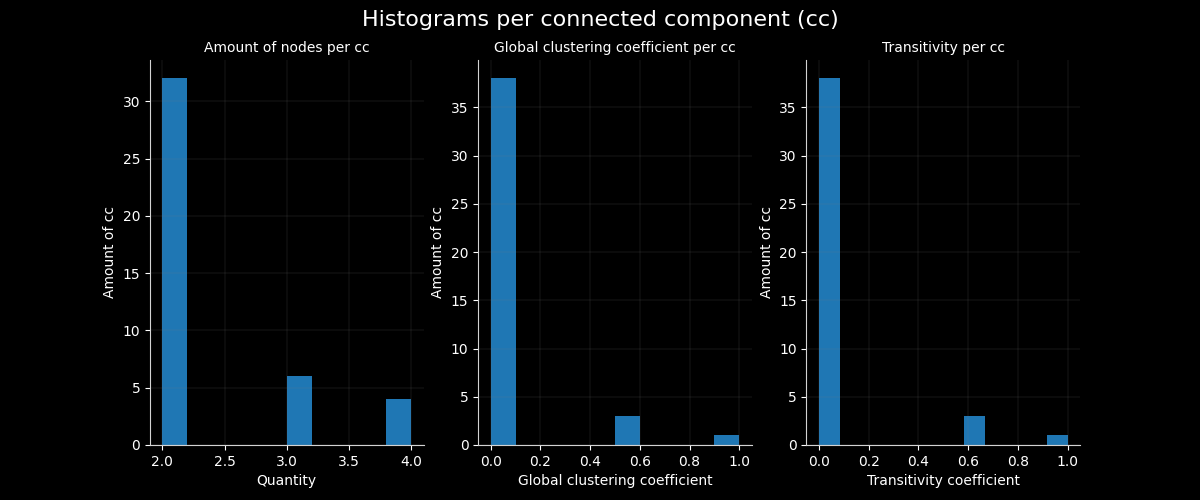 Histograms per connected component (cc)
Amount of nodes per cc
Amount of cc
30
25
20
15
10
5
0
2.0 2.5 3.0 3.5 4.0
Quantity
Global clustering coefficient per cc
Amount of cc
35
30
25
20
15
10
5
0
0.0 0.2 0.4 0.6 0.8 1.0
Global clustering coefficient
Transitivity per cc
Amount of cc
35
30
25
20
15
10
5
0
0.0 0.2 0.4 0.6 0.8 1.0
Transitivity coefficient